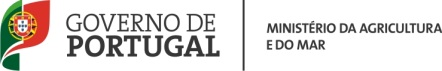 GOVERNO DE
PORTUGAL
MINISTÉRIO DA AGRICULTURA
E DO MAR